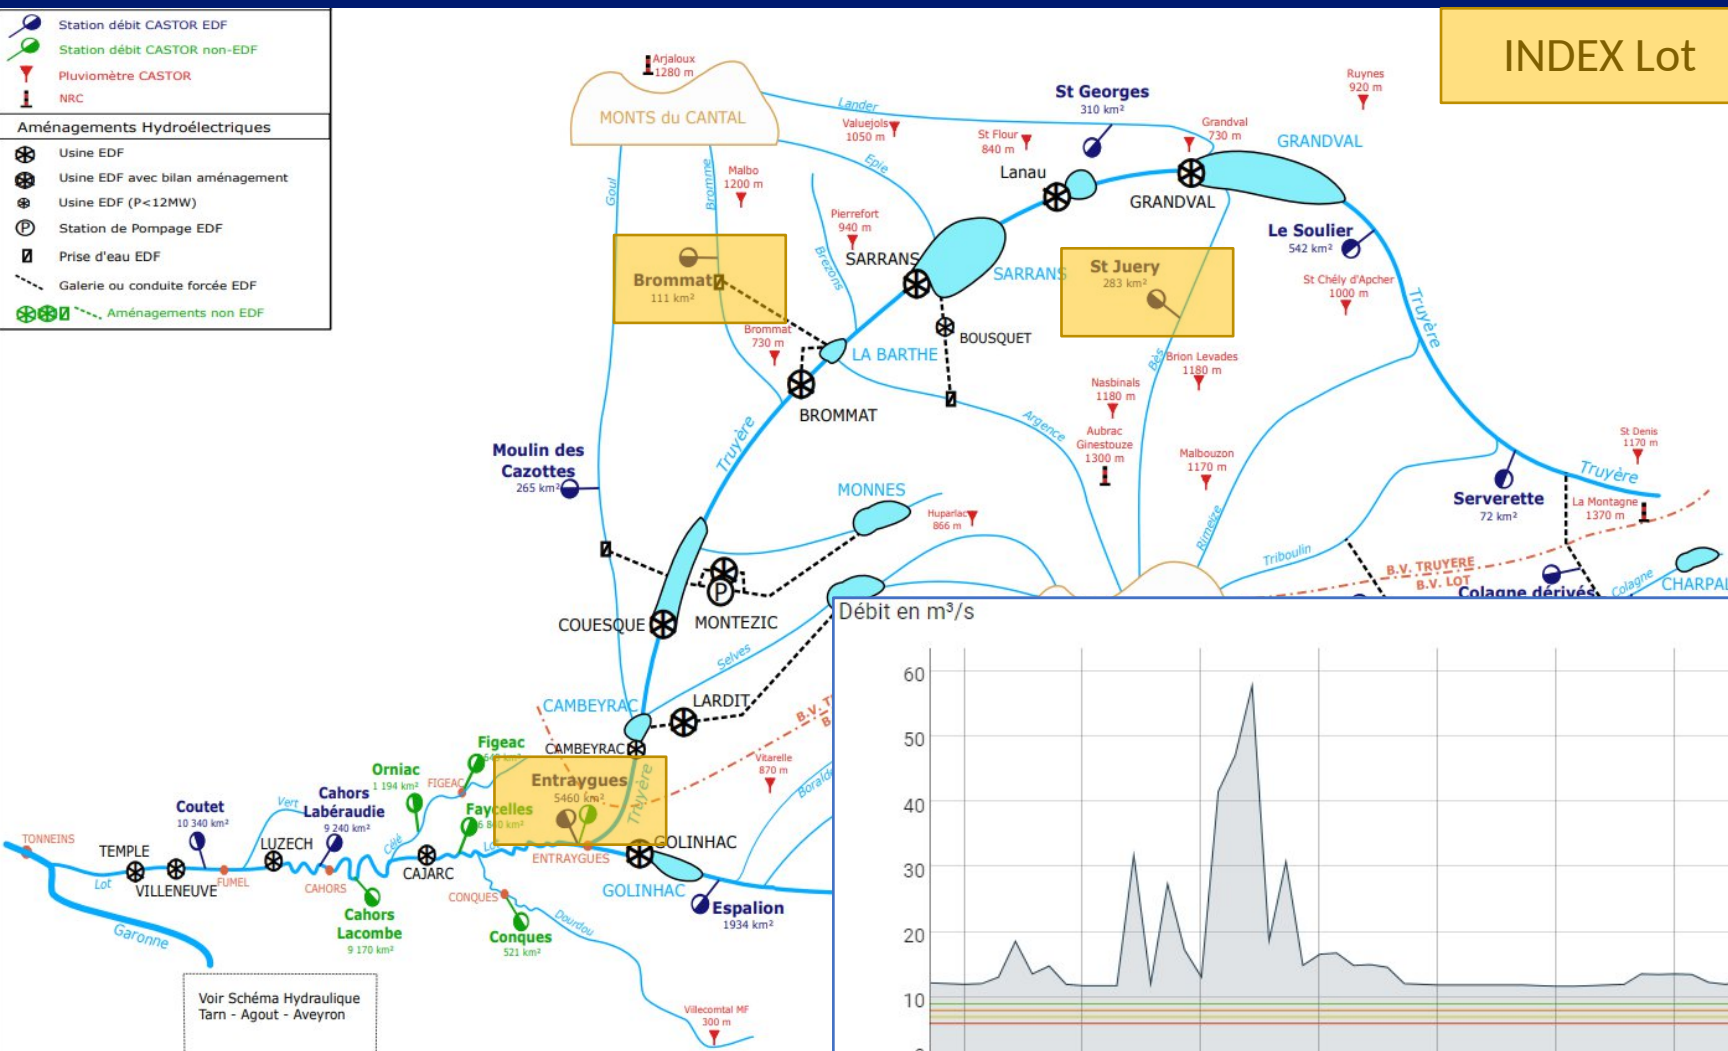 Station débit CASTOR EDF
Station débit CASTOR non-EDF
Pluviomètre CASTOR
NRC
Aménagements Hydroélectriques
Usine EDF
Usine EDF avec bilan aménagement
Usine EDF (P<12MW)
P
Station de Pompage EDF
Prise d'eau EDF
Galerie ou conduite forcée EDF
Aménagements non EDF
INDEX Lot
Arjaloux
1280 m
MONTS du CANTAL
Lander
Valuejols
1050 m
St Flour
840 m
St Georges
310 km²
Ruynes
920 m
Grandval
730 m
GRANDVAL
Lanau
GRANDVAL
Epie
Goul
Bromme
Malbo
1200 m
Pierrefort
940 m
Brezons
SARRANS
SARRANS
St Juery
283 km²
Le Soulier
542 km²
St Chély d'Apcher
1000 m
Truyère
Brommat
111 km²
Brommat
730 m
LA BARTHE
BOUSQUET
BROMMAT
Bès
Brion Levades
1180 m
Nasbinals
1180 m
Argence
Aubrac
Ginestouze
1300 m
Malbouzon
1170 m
Truyère
Moulin des
Cazottes
265 km²
MONNES
Huparlac
866 m
Rimeize
Triboulin
St Denis
1170 m
Truyère
Serverette
72 km²
La Montagne
1370 m
B.V. TRUYERE
B.V. LOT
Colagne dérivés
Colagne
CHARPAL
P
COUESQUE
MONTEZIC
Selves
LARDIT
CAMBEYRAC
CAMBEYRAC
B.V. T
B
Vitarelle
870 m
Boralde
Figeac
FIGEAC
Orniac
1 194 km²
Entraygues
5460 km²
Truyère
Faycelles
Cahors
Labéraudie
9 240 km²
Vert
Coutet
10 340 km²
Célé
Lot
ENTRAYGUES
GOLINHAC
GOLINHAC
TONNEINS
TEMPLE
LUZECH
CAJARC
Lot
VILLENEUVE
FUMEL
CAHORS
CONQUES
Espalion
1934 km²
Cahors
Lacombe
9 170 km²
Dourdou
Conques
521 km²
Garonne
Voir Schéma Hydraulique
Tarn - Agout - Aveyron
Villecomtal MF
300 m
Débit en m³/s
60
50
40
30
20
10